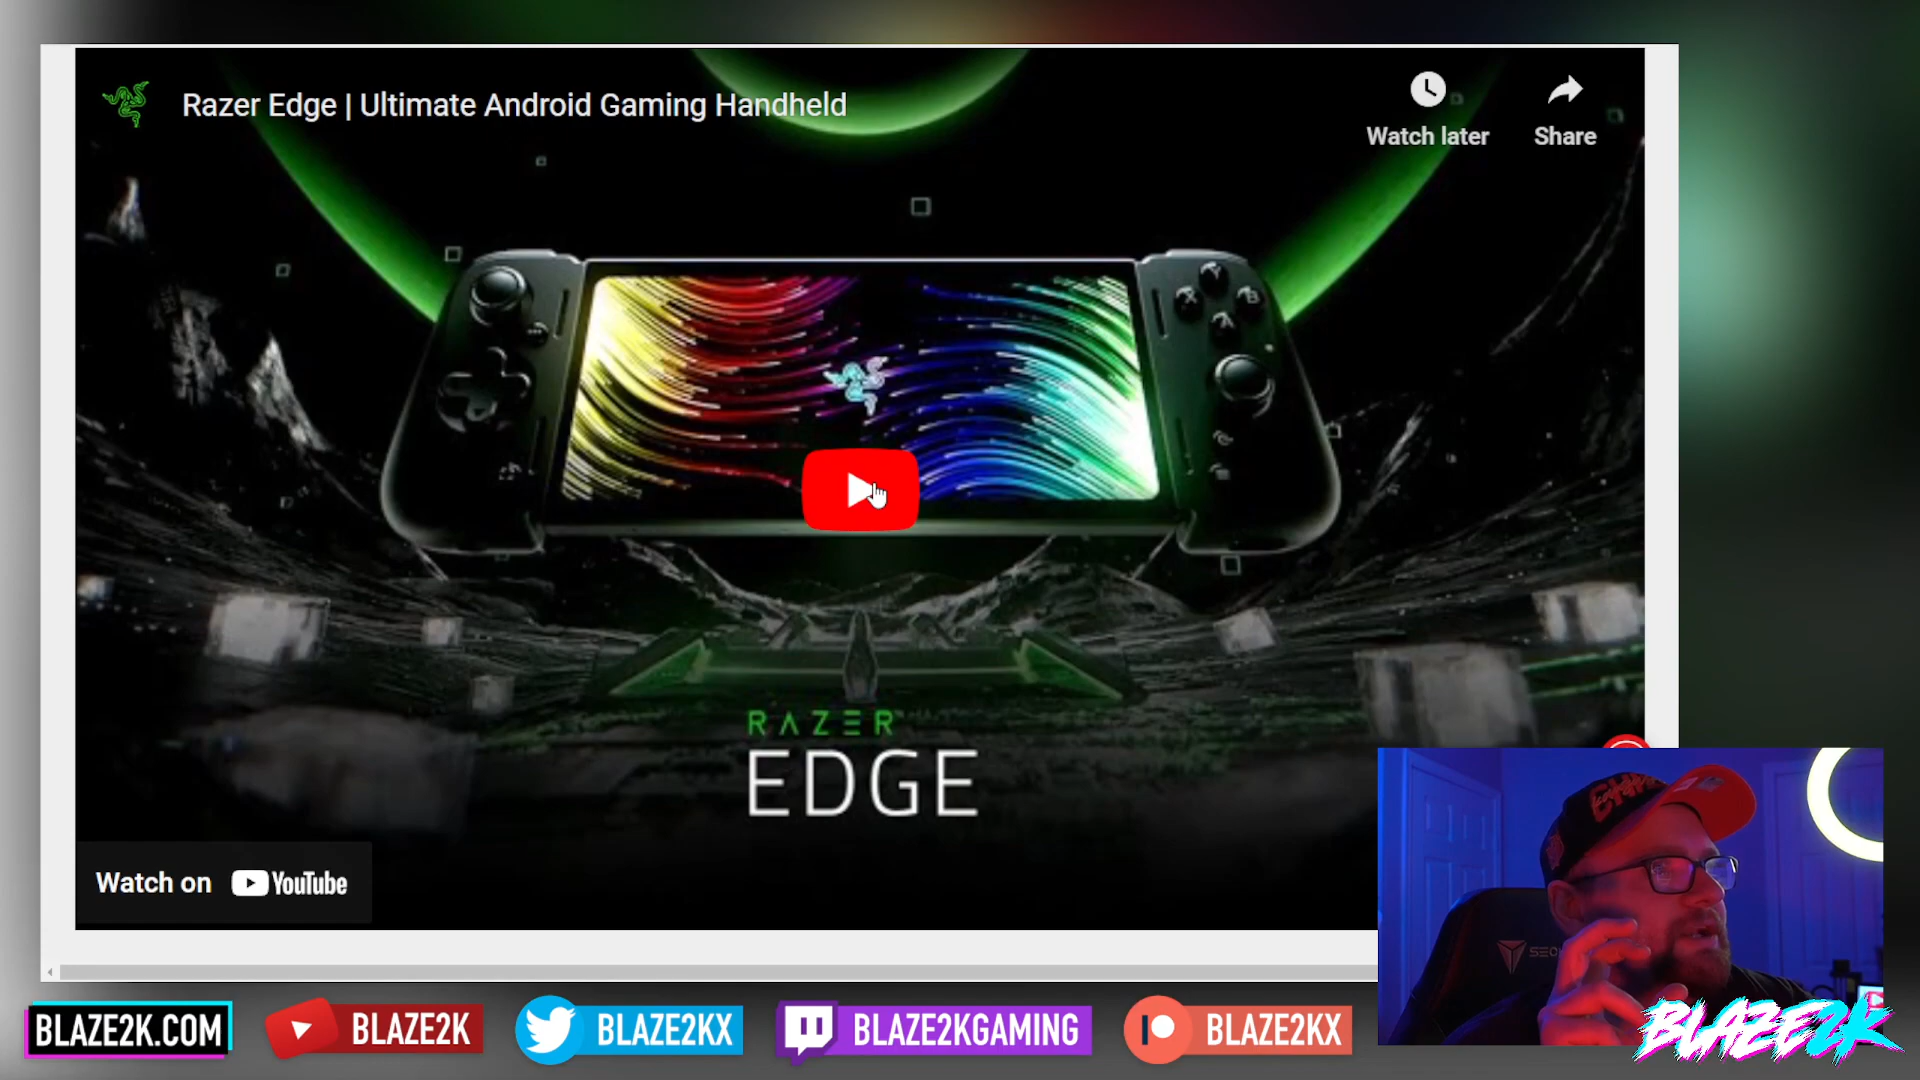 Razer Edge | Ultimate Android Gaming Handheld
Watch later
Share
Y
X
B
A
RAZER
EDGE
Watch on YouTube
BLAZE2K.COM
BLAZE2K
BLAZE2KX
BLAZE2KGAMING
BLAZE2KX
BLAZE2K